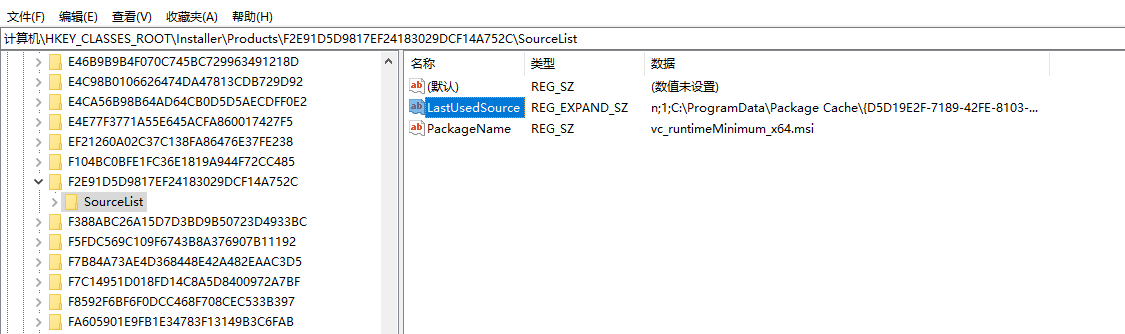 文件(F) 编辑(E) 查看(V) 收藏夹(A) 帮助(H)
计算机\HKEY_CLASSES_ROOT\Installer\Products\F2E91D5D9817EF24183029DCF14A752C\SourceList
E46B9B9B4F070C745BC729963491218D
E4C98B0106626474DA47813CDB729D92
E4CA56B98B64AD64CB0D5D5AECDFF0E2
E4E77F3771A55E645ACFA860017427F5
EF21260A02C37C138FA86476E37FE238
F104BC0BFE1FC36E1819A944F72CC485
F2E91D5D9817EF24183029DCF14A752C
SourceList
F388ABC26A15D7D3BD9B50723D4933BC
F5FDC569C109F6743B8A376907B11192
F7B84A73AE4D368448E42A482EAAC3D5
F7C14951D018FD14C8A5D8400972A7BF
F8592F6BF6F0DCC468F708CEC533B397
FA605901E9FB1E34783F13149B3C6FAB
名称 类型 数据
(默认) REG_SZ (数值未设置)
LastUsedSource REG_EXPAND_SZ n;1;C:\ProgramData\Package Cache\{D5D19E2F-7189-42FE-8103-...
PackageName REG_SZ vc_runtimeMinimum_x64.msi